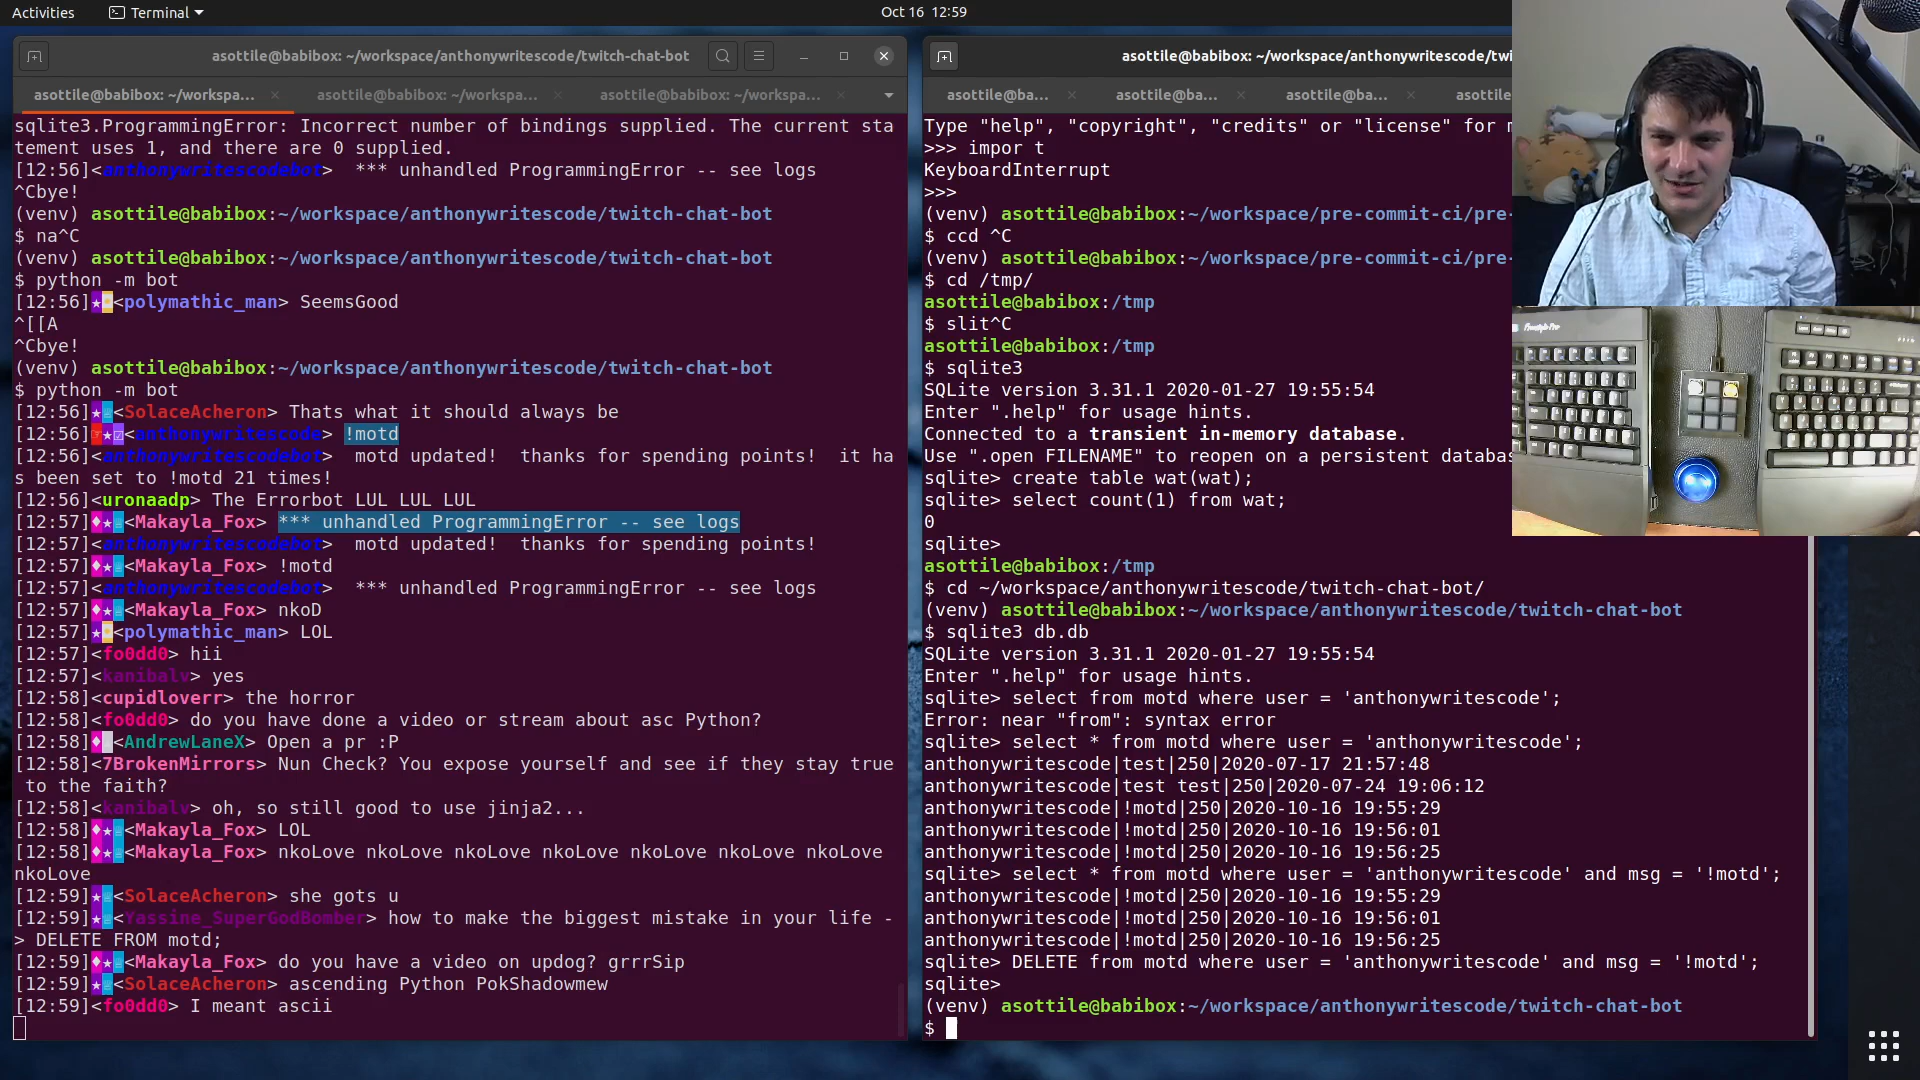 Activities
Terminal
Oct 16 12:59
asottile@babibox: ~/workspace/anthonywritescode/twitch-chat-bot
asottile@babibox: ~/workspa...
asottile@babibox: ~/workspa...
asottile@babibox: ~/workspa...
sqlite3.ProgrammingError: Incorrect number of bindings supplied. The current sta
tement uses 1, and there are 0 supplied.
[12:56]<anthonywritescodebot>  *** unhandled ProgrammingError -- see logs
^Cbye!
(venv) asottile@babibox:~/workspace/anthonywritescode/twitch-chat-bot
$ na^C
(venv) asottile@babibox:~/workspace/anthonywritescode/twitch-chat-bot
$ python -m bot
[12:56]<polymathic_man> SeemsGood
^[[A
^Cbye!
(venv) asottile@babibox:~/workspace/anthonywritescode/twitch-chat-bot
$ python -m bot
[12:56]<SolaceAcheron> Thats what it should always be
[12:56]<anthonywritescode> !motd
[12:56]<anthonywritescodebot>  motd updated!  thanks for spending points!  it ha
s been set to !motd 21 times!
[12:56]<uronaadp> The Errorbot LUL LUL LUL
[12:57]<Makayla_Fox> *** unhandled ProgrammingError -- see logs
[12:57]<anthonywritescodebot>  motd updated!  thanks for spending points!
[12:57]<Makayla_Fox> !motd
[12:57]<anthonywritescodebot>  *** unhandled ProgrammingError -- see logs
[12:57]<Makayla_Fox> nkoD
[12:57]<polymathic_man> LOL
[12:57]<fo0dd0> hii
[12:57]<kanibalv> yes
[12:58]<cupidloverr> the horror
[12:58]<fo0dd0> do you have done a video or stream about asc Python?
[12:58]<AndrewLaneX> Open a pr :P
[12:58]<7BrokenMirrors> Nun Check? You expose yourself and see if they stay true
 to the faith?
[12:58]<kanibalv> oh, so still good to use jinja2...
[12:58]<Makayla_Fox> LOL
[12:58]<Makayla_Fox> nkoLove nkoLove nkoLove nkoLove nkoLove nkoLove nkoLove
nkoLove
[12:59]<SolaceAcheron> she gots u
[12:59]<Yassine_SuperGodBomber> how to make the biggest mistake in your life -
> DELETE FROM motd;
[12:59]<Makayla_Fox> do you have a video on updog? grrrSip
[12:59]<SolaceAcheron> ascending Python PokShadowmew
[12:59]<fo0dd0> I meant ascii
asottile@babibox: ~/workspace/anthonywritescode/twi
asottile@ba...
asottile@ba...
asottile@ba...
asottile
Type "help", "copyright", "credits" or "license" for m
>>> impor t
KeyboardInterrupt
>>>
(venv) asottile@babibox:~/workspace/pre-commit-ci/pre-
$ ccd ^C
(venv) asottile@babibox:~/workspace/pre-commit-ci/pre-
$ cd /tmp/
asottile@babibox:/tmp
$ slit^C
asottile@babibox:/tmp
$ sqlite3
SQLite version 3.31.1 2020-01-27 19:55:54
Enter ".help" for usage hints.
Connected to a transient in-memory database.
Use ".open FILENAME" to reopen on a persistent databas
sqlite> create table wat(wat);
sqlite> select count(1) from wat;
0
sqlite>
asottile@babibox:/tmp
$ cd ~/workspace/anthonywritescode/twitch-chat-bot/
(venv) asottile@babibox:~/workspace/anthonywritescode/twitch-chat-bot
$ sqlite3 db.db
SQLite version 3.31.1 2020-01-27 19:55:54
Enter ".help" for usage hints.
sqlite> select from motd where user = 'anthonywritescode';
Error: near "from": syntax error
sqlite> select * from motd where user = 'anthonywritescode';
anthonywritescode|test|250|2020-07-17 21:57:48
anthonywritescode|test test|250|2020-07-24 19:06:12
anthonywritescode|!motd|250|2020-10-16 19:55:29
anthonywritescode|!motd|250|2020-10-16 19:56:01
anthonywritescode|!motd|250|2020-10-16 19:56:25
sqlite> select * from motd where user = 'anthonywritescode' and msg = '!motd';
anthonywritescode|!motd|250|2020-10-16 19:55:29
anthonywritescode|!motd|250|2020-10-16 19:56:01
anthonywritescode|!motd|250|2020-10-16 19:56:25
sqlite> DELETE from motd where user = 'anthonywritescode' and msg = '!motd';
sqlite>
(venv) asottile@babibox:~/workspace/anthonywritescode/twitch-chat-bot
$
Freestyle Pro